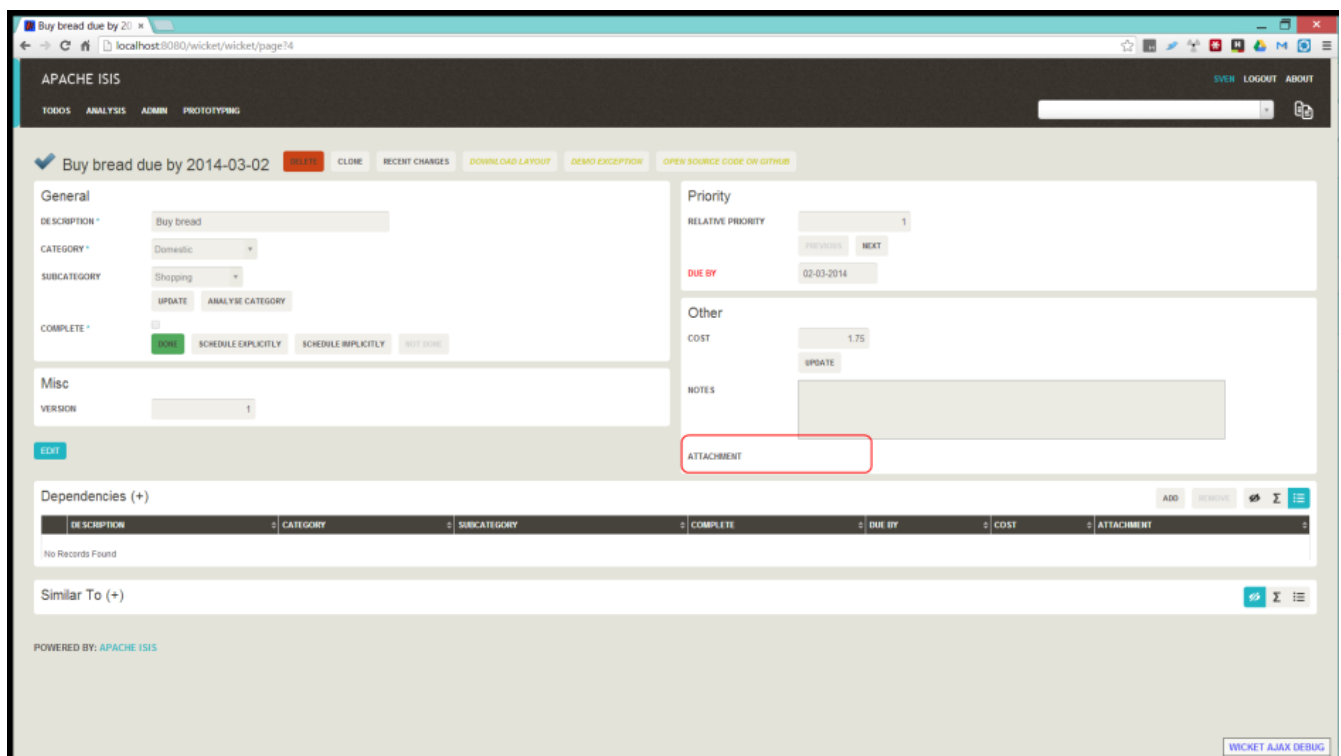 Buy bread due by 20
localhost:8080/wicket/wicket/page?4
APACHE ISIS
SVEN LOGOUT ABOUT
TODOS ANALYSIS ADMIN PROTOTYPING
Buy bread due by 2014-03-02
DELETE CLONE RECENT CHANGES DOWNLOAD LAYOUT DEMO EXCEPTION OPEN SOURCE CODE ON GITHUB
General
DESCRIPTION * Buy bread
CATEGORY * Domestic
SUBCATEGORY Shopping
UPDATE ANALYSE CATEGORY
COMPLETE *
DONE SCHEDULE EXPLICITLY SCHEDULE IMPLICITLY NOT DONE
Misc
VERSION 1
EDIT
Priority
RELATIVE PRIORITY 1
PREVIOUS NEXT
DUE BY 02-03-2014
Other
COST 1.75
UPDATE
NOTES
ATTACHMENT
Dependencies (+)
ADD REMOVE Σ
DESCRIPTION CATEGORY SUBCATEGORY COMPLETE DUE BY COST ATTACHMENT
No Records Found
Similar To (+)
Σ
POWERED BY: APACHE ISIS
WICKET AJAX DEBUG